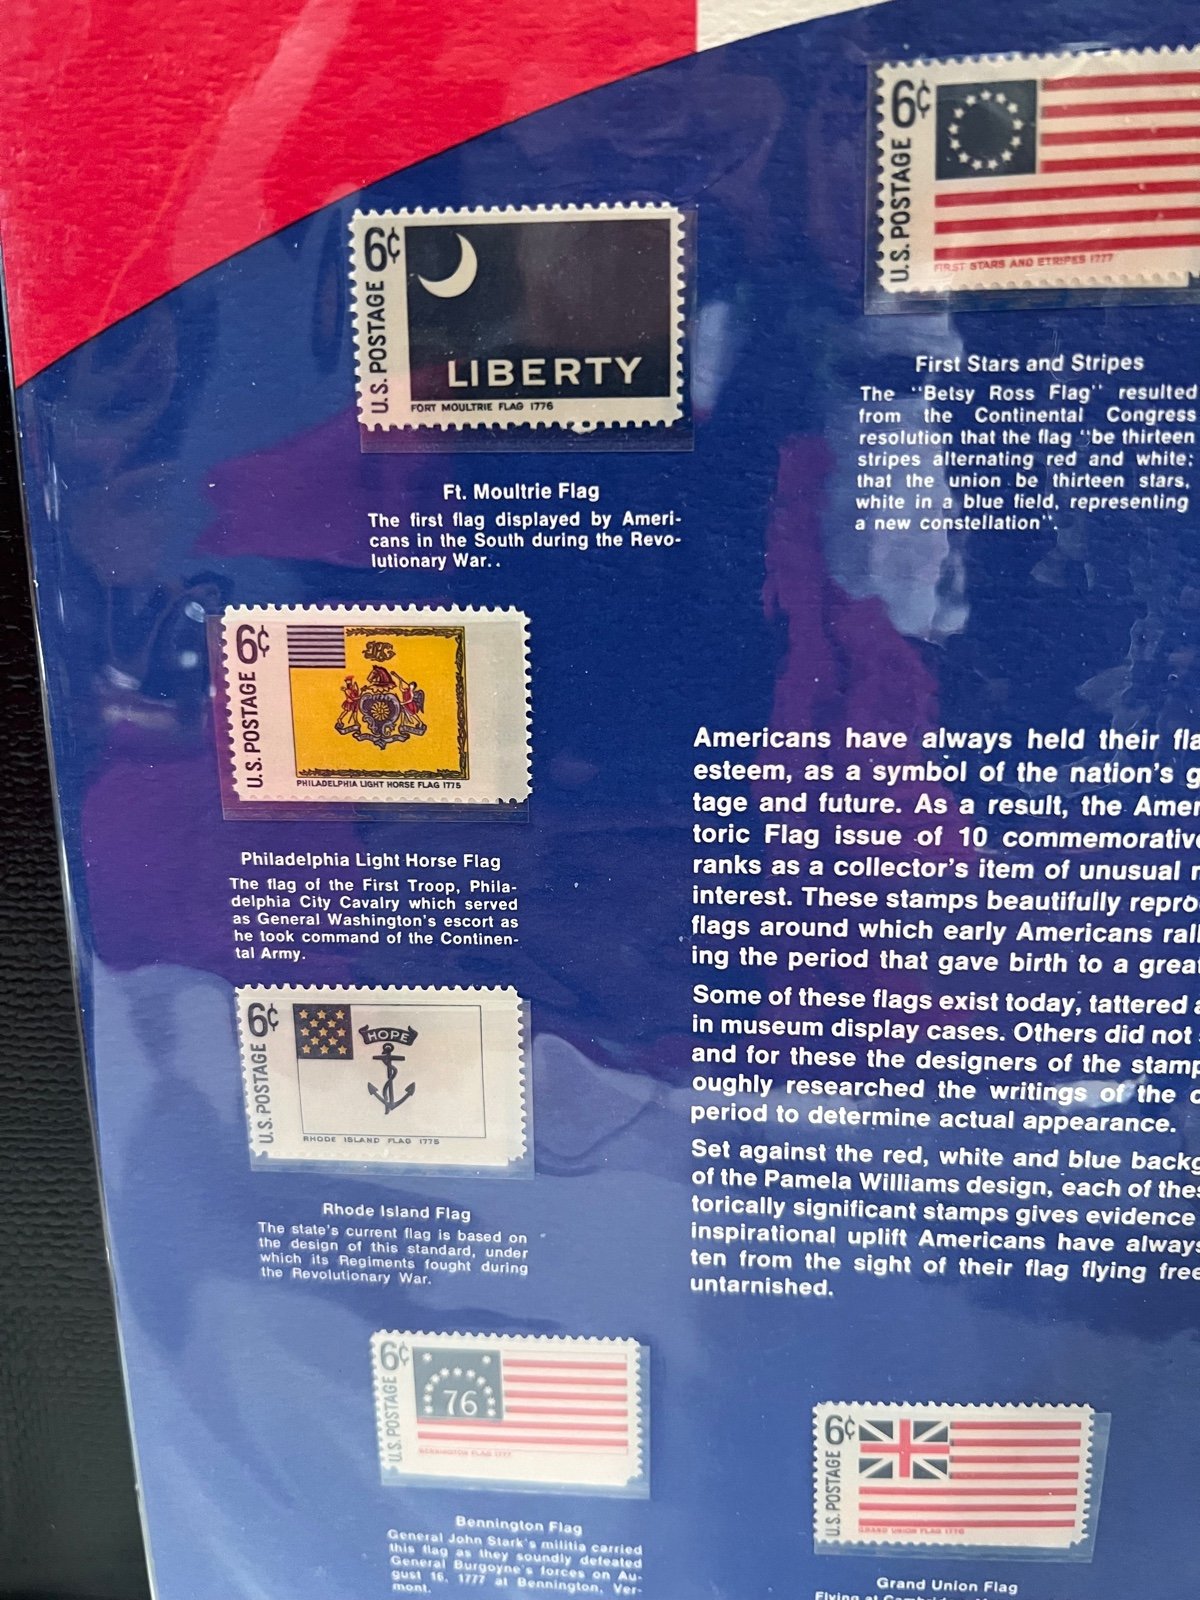 6¢
U.S. POSTAGE
FIRST STARS AND STRIPES 1777
First Stars and Stripes
The "Betsy Ross Flag" resulted
from the Continental Congress
resolution that the flag "be thirteen
stripes alternating red and white;
that the union be thirteen stars,
white in a blue field, representing
a new constellation".
6¢
U.S. POSTAGE
LIBERTY
FORT MOULTRIE FLAG 1776
Ft. Moultrie Flag
The first flag displayed by Ameri-
cans in the South during the Revo-
lutionary War..
6¢
U.S. POSTAGE
PHILADELPHIA LIGHT HORSE FLAG 1775
Philadelphia Light Horse Flag
The flag of the First Troop, Phila-
delphia City Cavalry which served
as General Washington's escort as
he took command of the Continen-
tal Army.
6¢
U.S. POSTAGE
HOPE
RHODE ISLAND FLAG 1775
Rhode Island Flag
The state's current flag is based on
the design of this standard, under
which its Regiments fought during
the Revolutionary War.
Americans have always held their fla
esteem, as a symbol of the nation's g
tage and future. As a result, the Amer
toric Flag issue of 10 commemorative
ranks as a collector's item of unusual
interest. These stamps beautifully repro
flags around which early Americans rall
ing the period that gave birth to a grea
Some of these flags exist today, tattered
in museum display cases. Others did not
and for these the designers of the stamp
oughly researched the writings of the
period to determine actual appearance.
Set against the red, white and blue backg
of the Pamela Williams design, each of thes
torically significant stamps gives evidence
inspirational uplift Americans have always
ten from the sight of their flag flying free
untarnished.
6¢
U.S. POSTAGE
76
BENNINGTON FLAG 1777
Bennington Flag
General John Stark's militia carried
this flag as they soundly defeated
General Burgoyne's forces on Au-
gust 16, 1777 at Bennington, Ver-
mont.
6¢
U.S. POSTAGE
GRAND UNION FLAG 1776
Grand Union Flag
Flying at